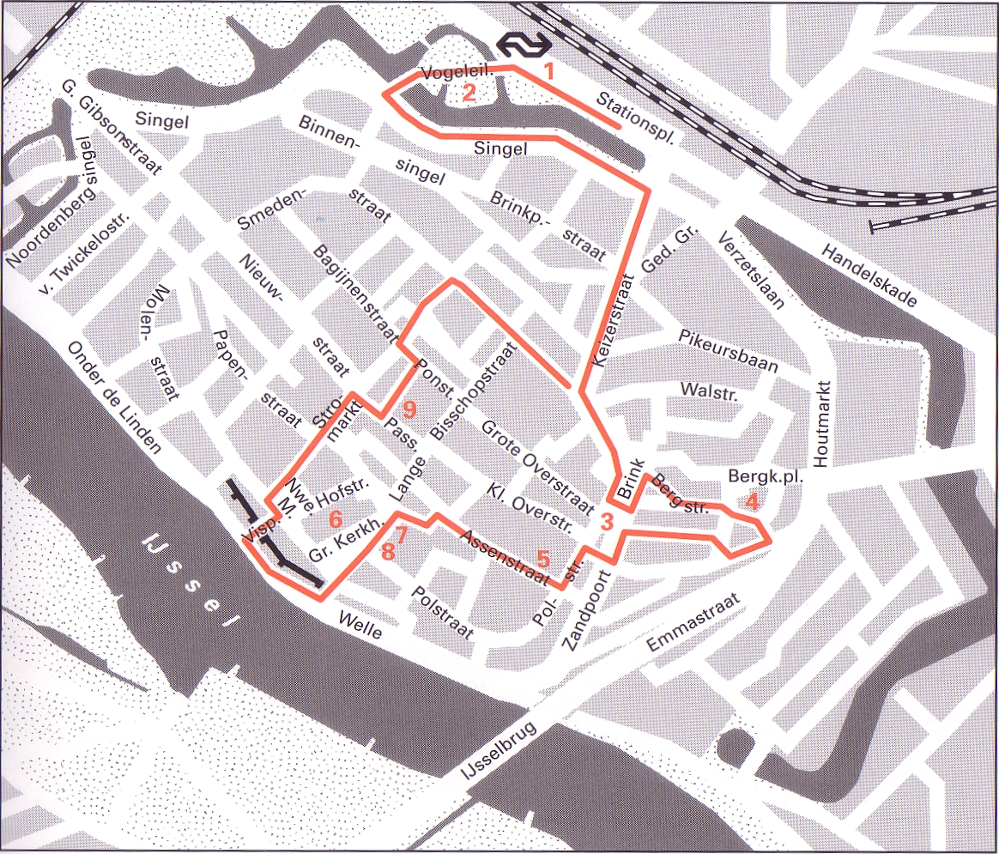 Vogeleil.
1
2
Stationspl.
G. Gibsonstraat
Singel
Binnen-
singel
Singel
singel
Noordenberg
v. Twickelostr.
Smeden-
straat
Brinkp.-
straat
Ged. Gr.
Verzetslaan
Handelskade
Nieuw-
straat
Bagijnenstraat
Keizerstraat
Molen-
straat
Papen-
straat
Onder de Linden
Pikeursbaan
Walstr.
Houtmarkt
Ponst.
Bisschopstraat
Stro-
markt
9
Pass.
Grote Overstraat
Lange
Brink
Bergstr.
Bergk.pl.
4
Nwe.
M.
Hofstr.
Kl. Overstr.
3
Visp.
6
Gr. Kerkh.
7
8
Assenstraat
5
Pol-
str.
Zandpoort
IJssel
Welle
Polstraat
Emmastraat
IJsselbrug